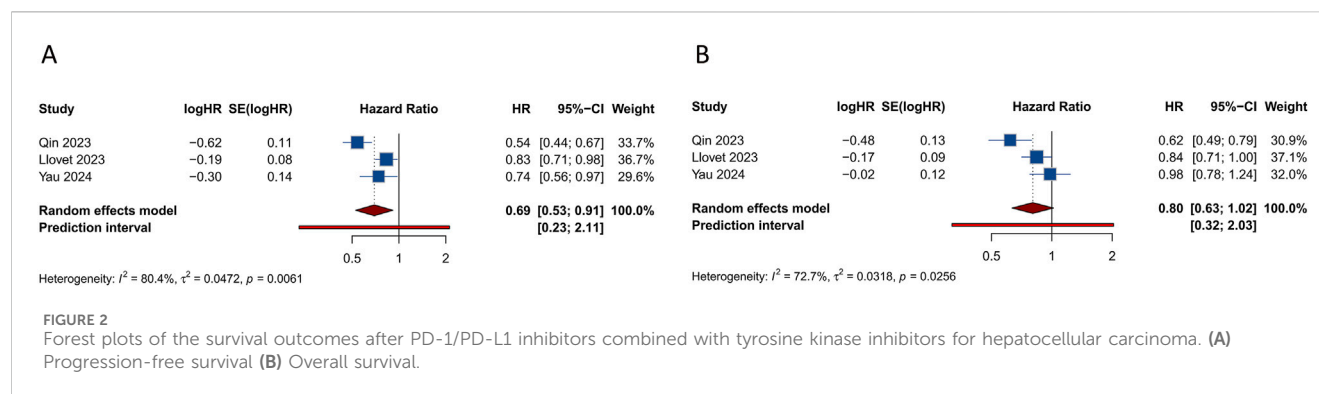 A
Study logHR SE(logHR) Hazard Ratio HR 95%−CI Weight
Qin 2023 −0.62 0.11 0.54 [0.44; 0.67] 33.7%
Llovet 2023 −0.19 0.08 0.83 [0.71; 0.98] 36.7%
Yau 2024 −0.30 0.14 0.74 [0.56; 0.97] 29.6%
Random effects model 0.69 [0.53; 0.91] 100.0%
Prediction interval [0.23; 2.11]
0.5 1 2
Heterogeneity: I² = 80.4%, τ² = 0.0472, p = 0.0061
B
Study logHR SE(logHR) Hazard Ratio HR 95%−CI Weight
Qin 2023 −0.48 0.13 0.62 [0.49; 0.79] 30.9%
Llovet 2023 −0.17 0.09 0.84 [0.71; 1.00] 37.1%
Yau 2024 −0.02 0.12 0.98 [0.78; 1.24] 32.0%
Random effects model 0.80 [0.63; 1.02] 100.0%
Prediction interval [0.32; 2.03]
0.5 1 2
Heterogeneity: I² = 72.7%, τ² = 0.0318, p = 0.0256
FIGURE 2
Forest plots of the survival outcomes after PD-1/PD-L1 inhibitors combined with tyrosine kinase inhibitors for hepatocellular carcinoma. (A)
Progression-free survival (B) Overall survival.